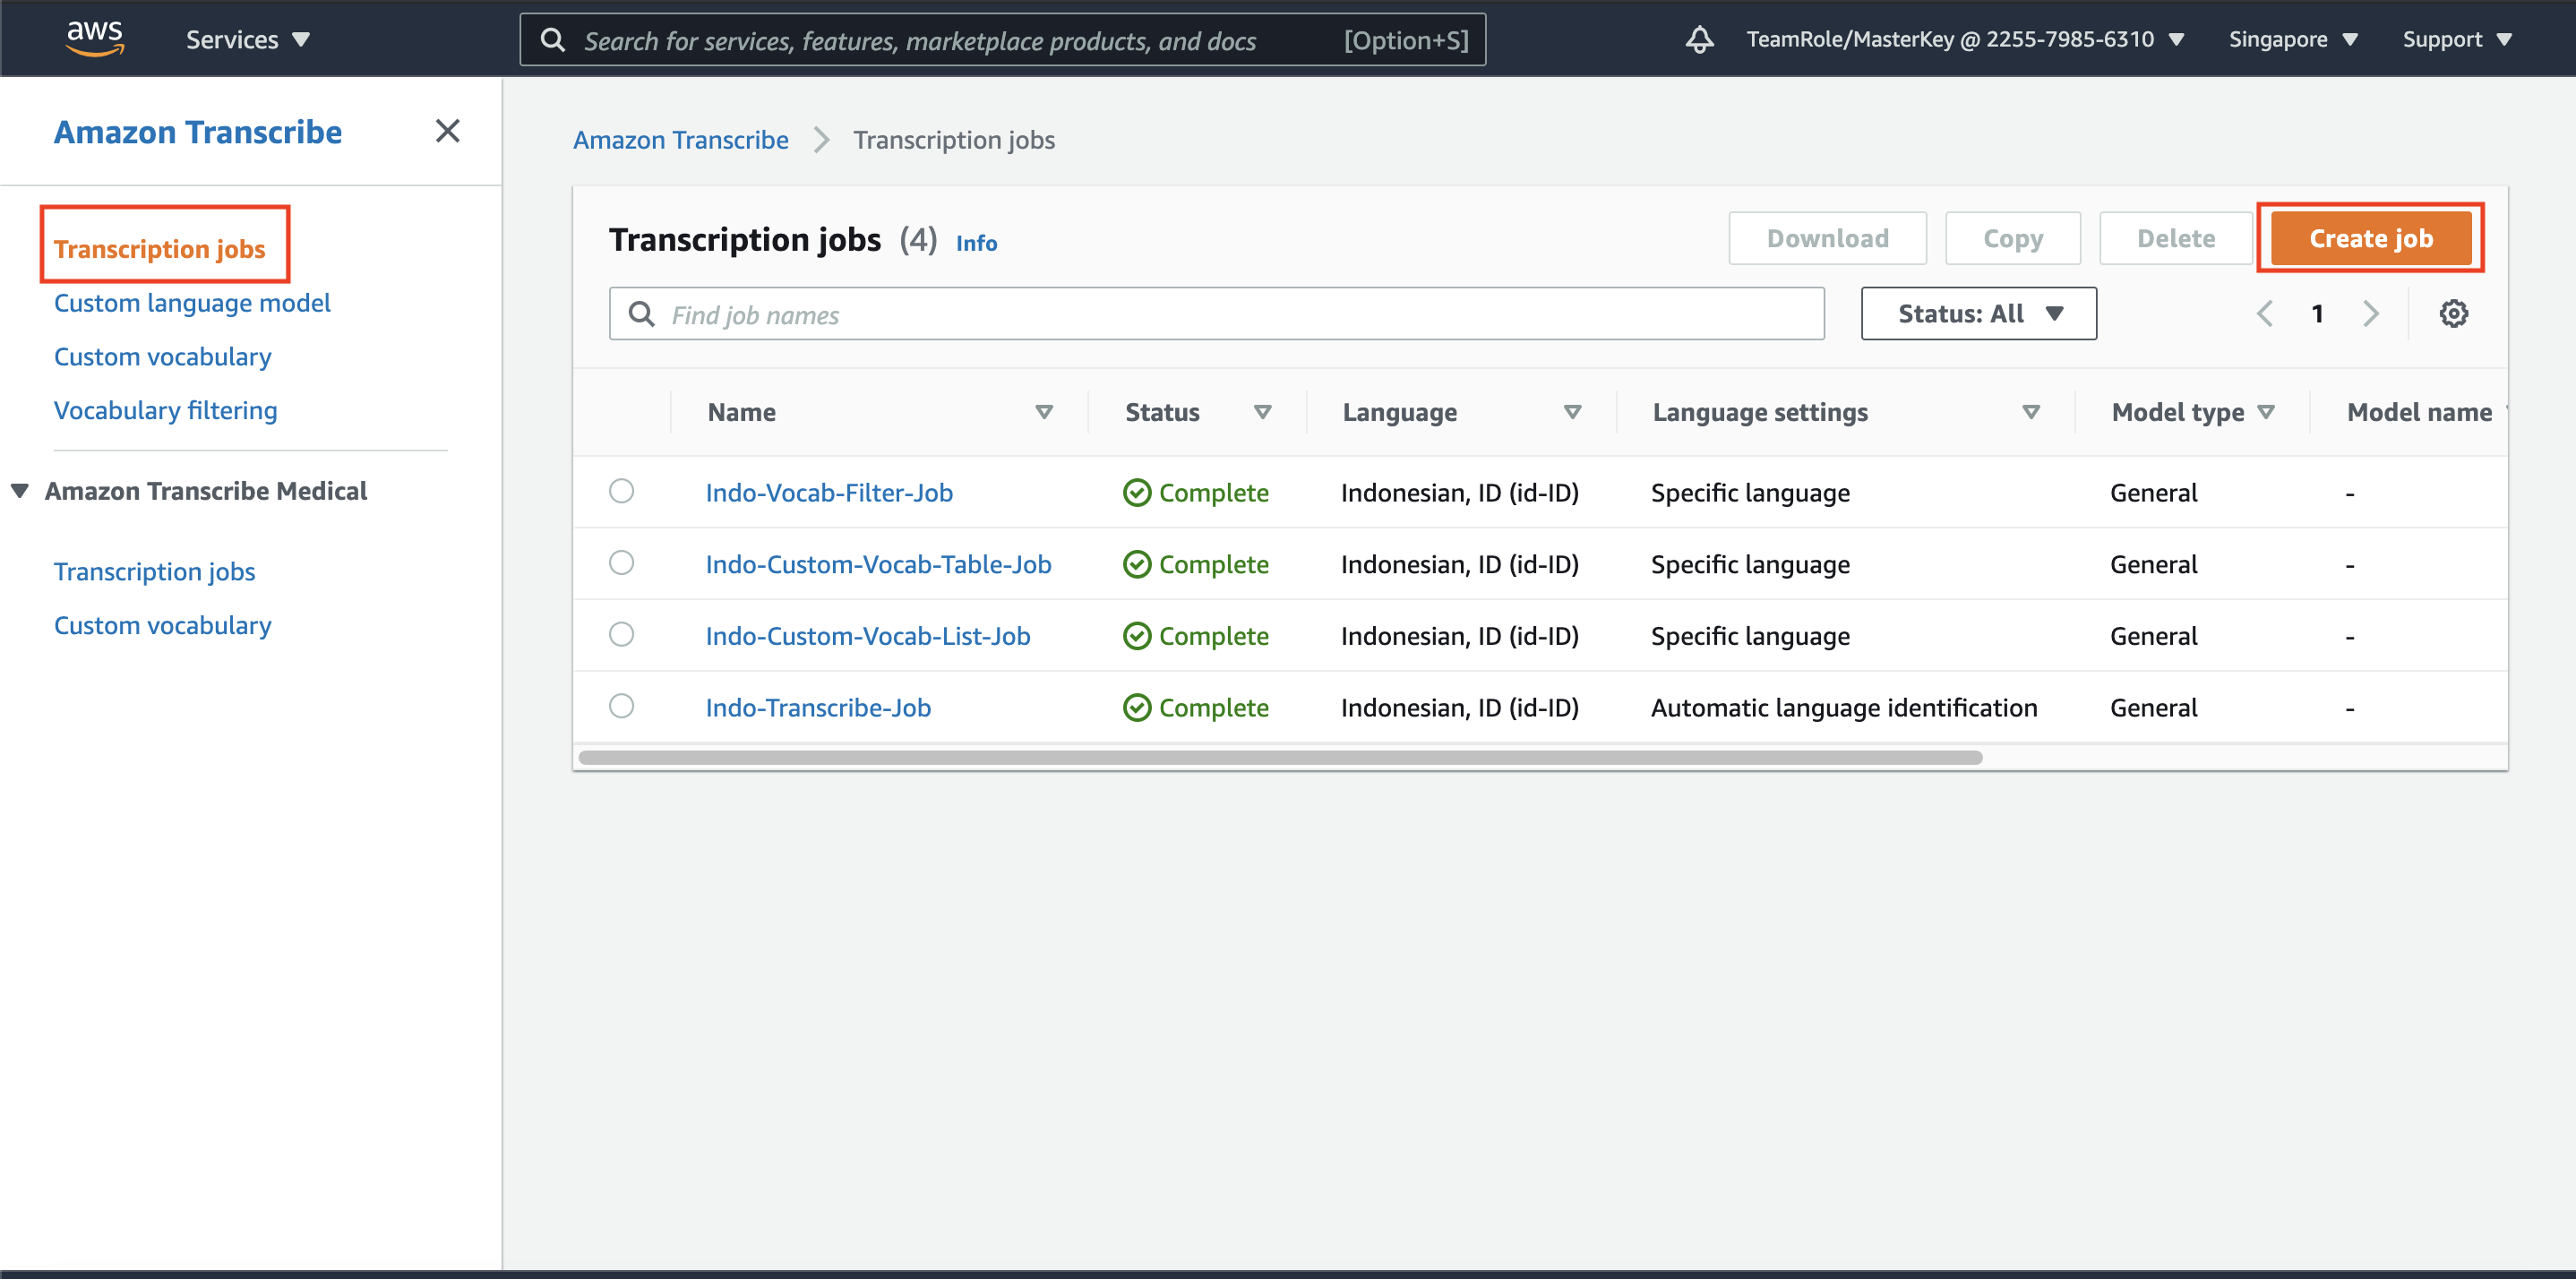 aws Services Search for services, features, marketplace products, and docs [Option+S] TeamRole/MasterKey @ 2255-7985-6310 Singapore Support
Amazon Transcribe
Transcription jobs
Custom language model
Custom vocabulary
Vocabulary filtering
Amazon Transcribe Medical
Transcription jobs
Custom vocabulary
Amazon Transcribe Transcription jobs
Transcription jobs (4) Info Download Copy Delete Create job
Find job names Status: All 1
Name Status Language Language settings Model type Model name
Indo-Vocab-Filter-Job Complete Indonesian, ID (id-ID) Specific language General -
Indo-Custom-Vocab-Table-Job Complete Indonesian, ID (id-ID) Specific language General -
Indo-Custom-Vocab-List-Job Complete Indonesian, ID (id-ID) Specific language General -
Indo-Transcribe-Job Complete Indonesian, ID (id-ID) Automatic language identification General -